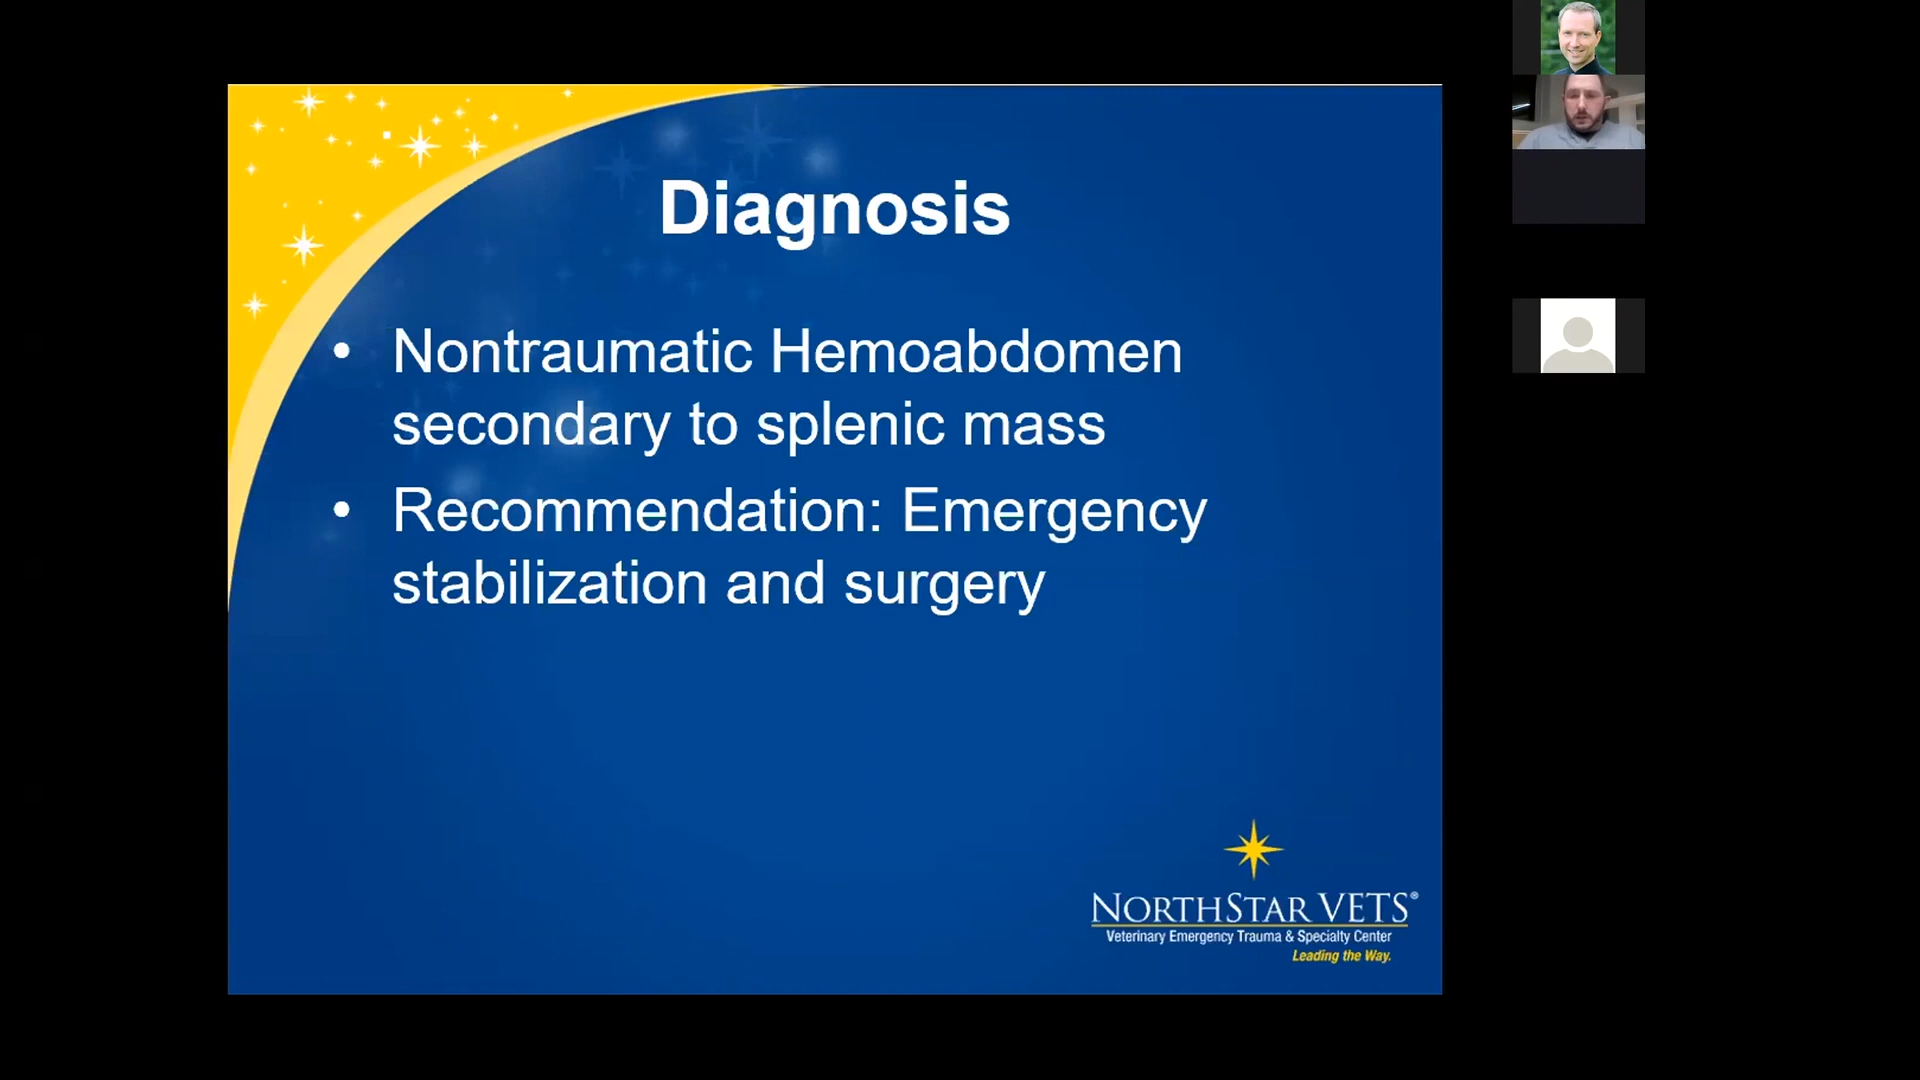 Diagnosis
• Nontraumatic Hemoabdomen
secondary to splenic mass
• Recommendation: Emergency
stabilization and surgery
NORTHSTAR VETS®
Veterinary Emergency Trauma & Specialty Center
Leading the Way.